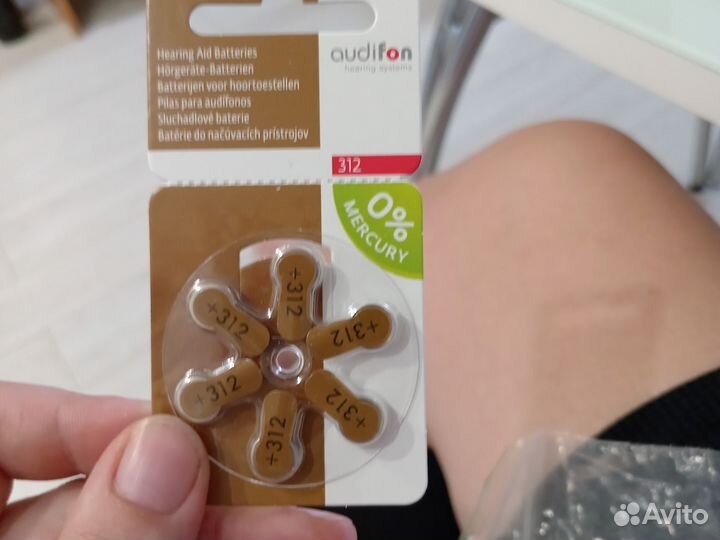 Hearing Aid Batteries
Hörgeräte-Batterien
Batterijen voor hoortoestellen
Pilas para audífonos
Sluchadlové baterie
Batérie do načúvacích prístrojov
audifon
hearing systems
312
0%
MERCURY
+312
+312
+312
+312
+312
+312
Avito